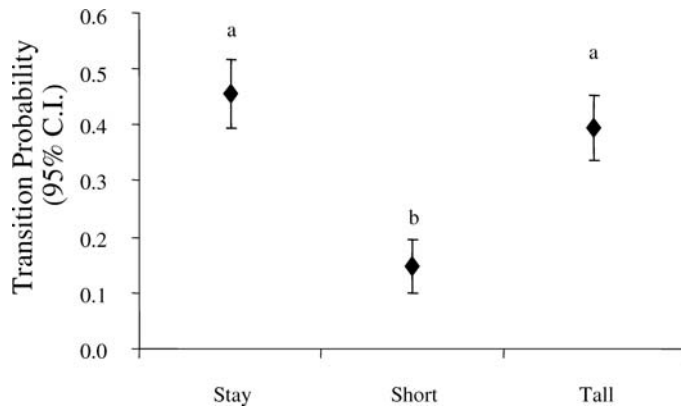 Transition Probability
(95% C.I.)
0.6
0.5
0.4
0.3
0.2
0.1
0.0
a
b
a
Stay Short Tall